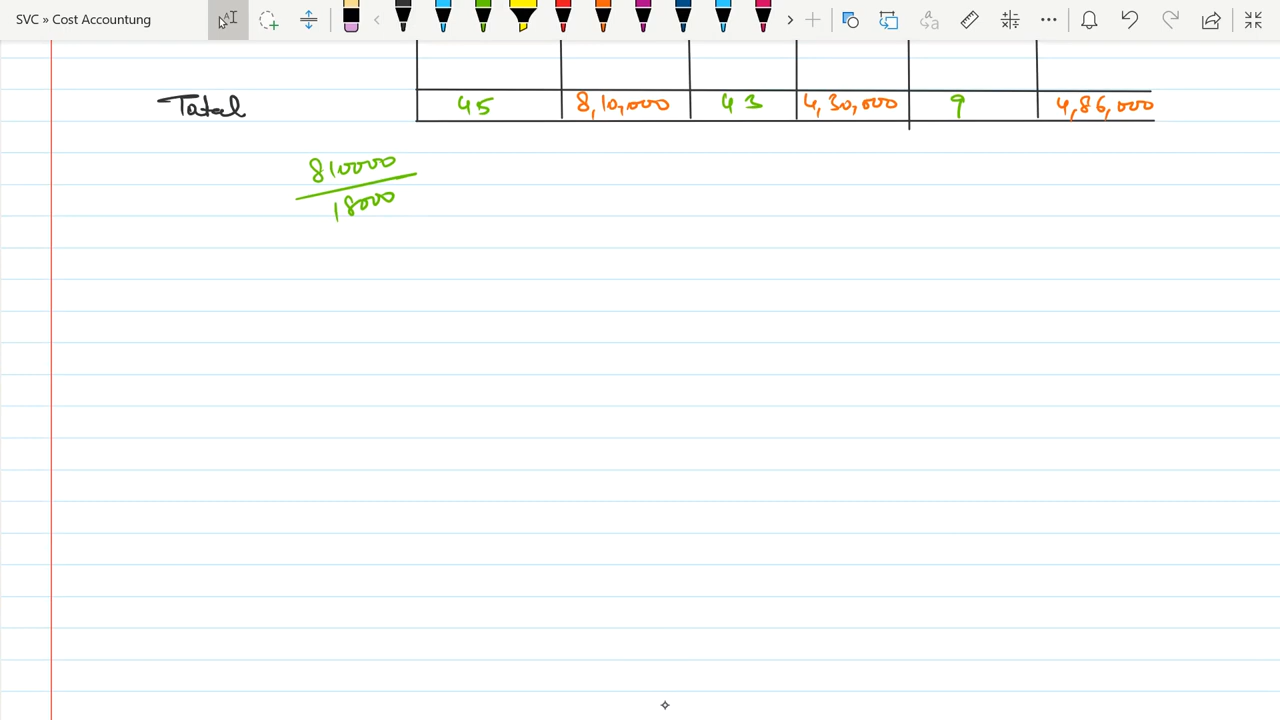 SVC » Cost Accountung
Total 45 8,10,000 43 4,30,000 9 4,86,000
810000
18000